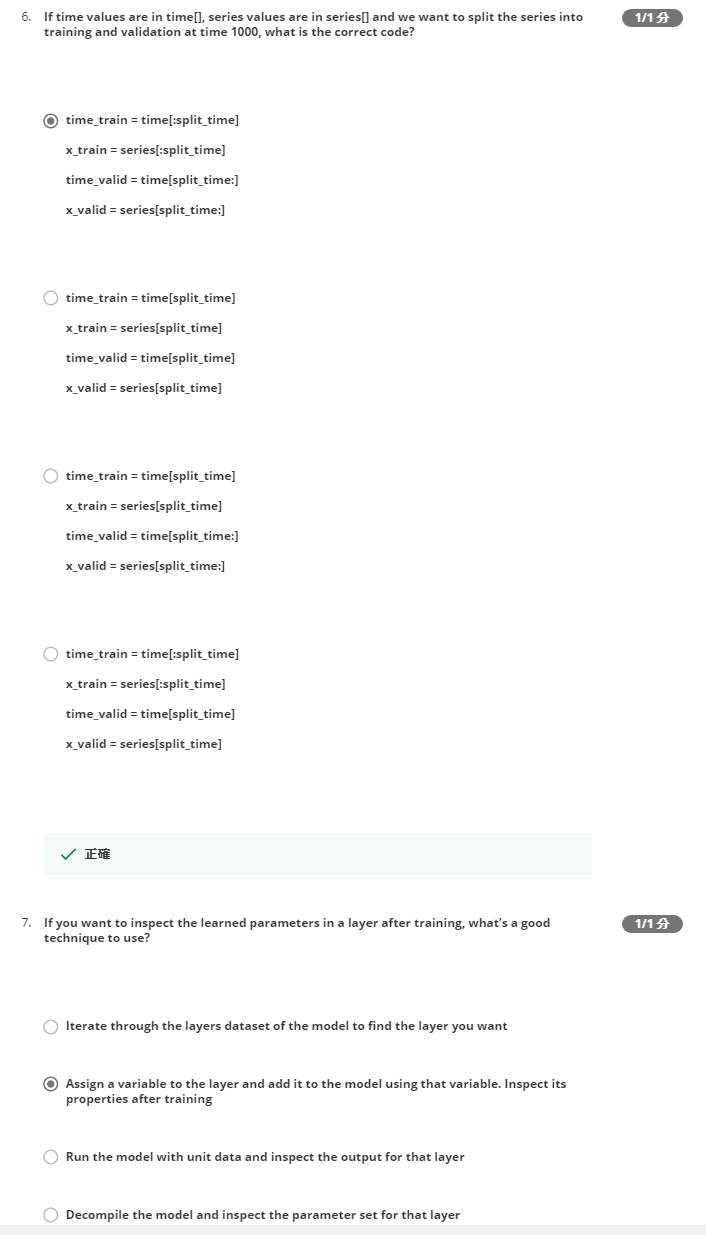 6. If time values are in time[], series values are in series[] and we want to split the series into
1/1 分
training and validation at time 1000, what is the correct code?
time_train = time[:split_time]
x_train = series[:split_time]
time_valid = time[split_time:]
x_valid = series[split_time:]
time_train = time[split_time]
x_train = series[split_time]
time_valid = time[split_time]
x_valid = series[split_time]
time_train = time[split_time]
x_train = series[split_time]
time_valid = time[split_time:]
x_valid = series[split_time:]
time_train = time[:split_time]
x_train = series[:split_time]
time_valid = time[split_time]
x_valid = series[split_time]
正確
7. If you want to inspect the learned parameters in a layer after training, what's a good
1/1 分
technique to use?
Iterate through the layers dataset of the model to find the layer you want
Assign a variable to the layer and add it to the model using that variable. Inspect its
properties after training
Run the model with unit data and inspect the output for that layer
Decompile the model and inspect the parameter set for that layer